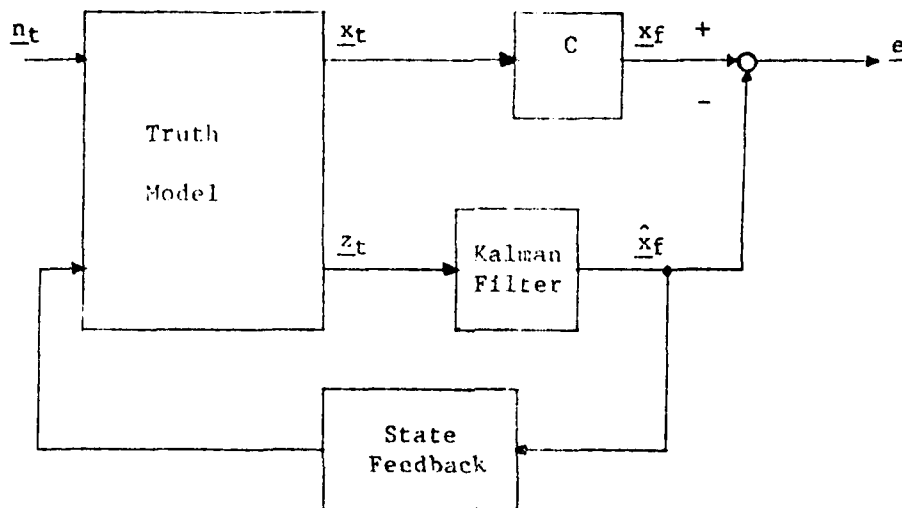 n_t
x_t
C
x_f
+
e
-
Truth
Model
z_t
Kalman
Filter
x̂_f
State
Feedback